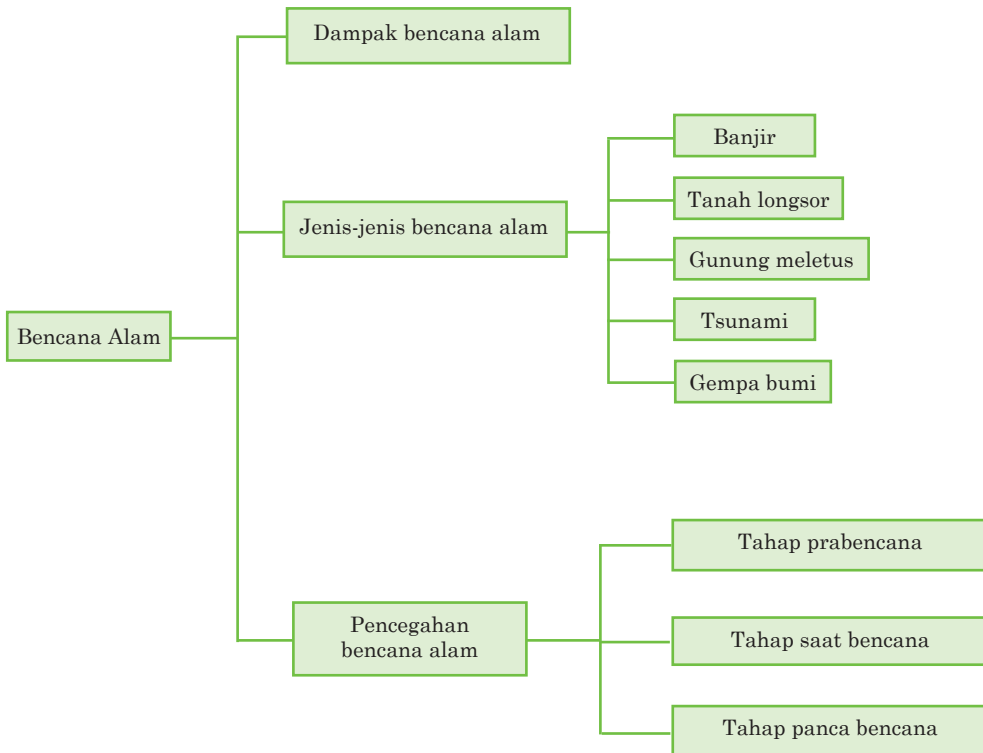 Dampak bencana alam
Banjir
Tanah longsor
Jenis-jenis bencana alam
Gunung meletus
Tsunami
Bencana Alam
Gempa bumi
Tahap prabencana
Pencegahan
bencana alam
Tahap saat bencana
Tahap panca bencana